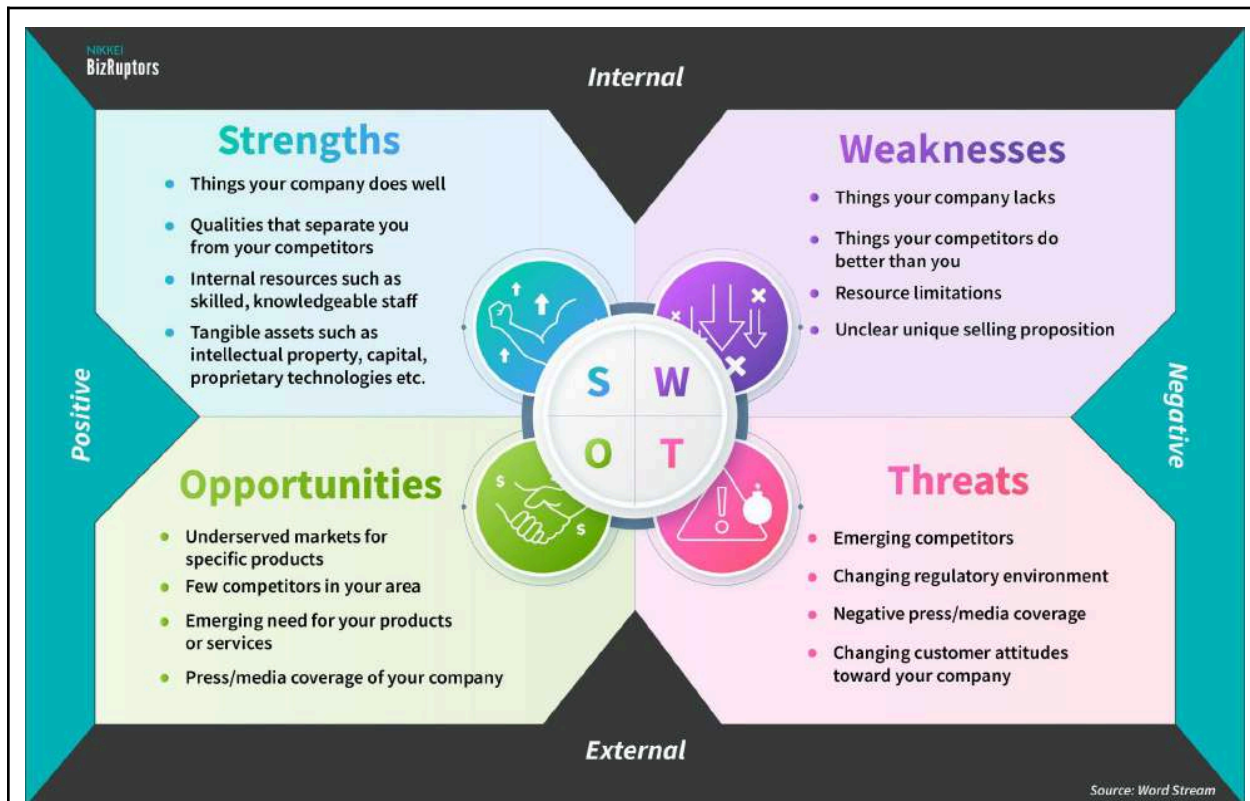 NIKKEI
BizRuptors
Internal
Strengths
Things your company does well
Qualities that separate you
from your competitors
Internal resources such as
skilled, knowledgeable staff
Tangible assets such as
intellectual property, capital,
proprietary technologies etc.
Weaknesses
Things your company lacks
Things your competitors do
better than you
Resource limitations
Unclear unique selling proposition
Positive
S W
O T
Negative
Opportunities
Underserved markets for
specific products
Few competitors in your area
Emerging need for your products
or services
Press/media coverage of your company
$
$
Threats
Emerging competitors
Changing regulatory environment
Negative press/media coverage
Changing customer attitudes
toward your company
External
Source: Word Stream